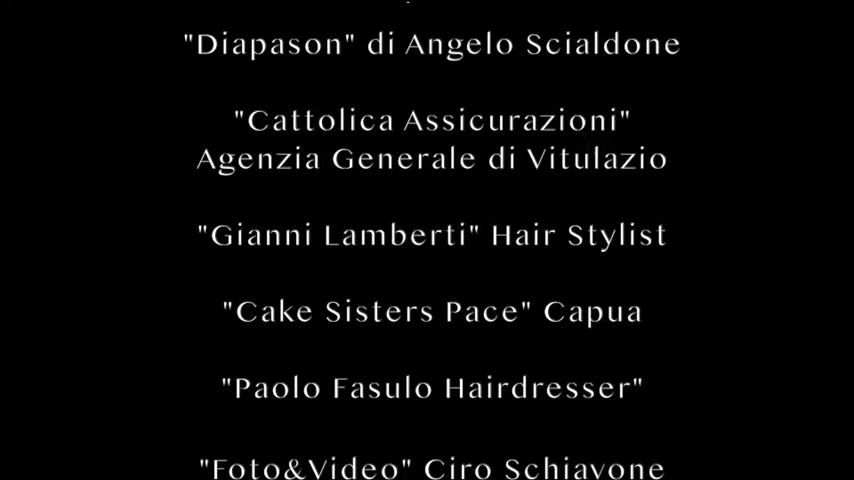 "Diapason" di Angelo Scialdone
"Cattolica Assicurazioni"
Agenzia Generale di Vitulazio
"Gianni Lamberti" Hair Stylist
"Cake Sisters Pace" Capua
"Paolo Fasulo Hairdresser"
"Foto&Video" Ciro Schiavone